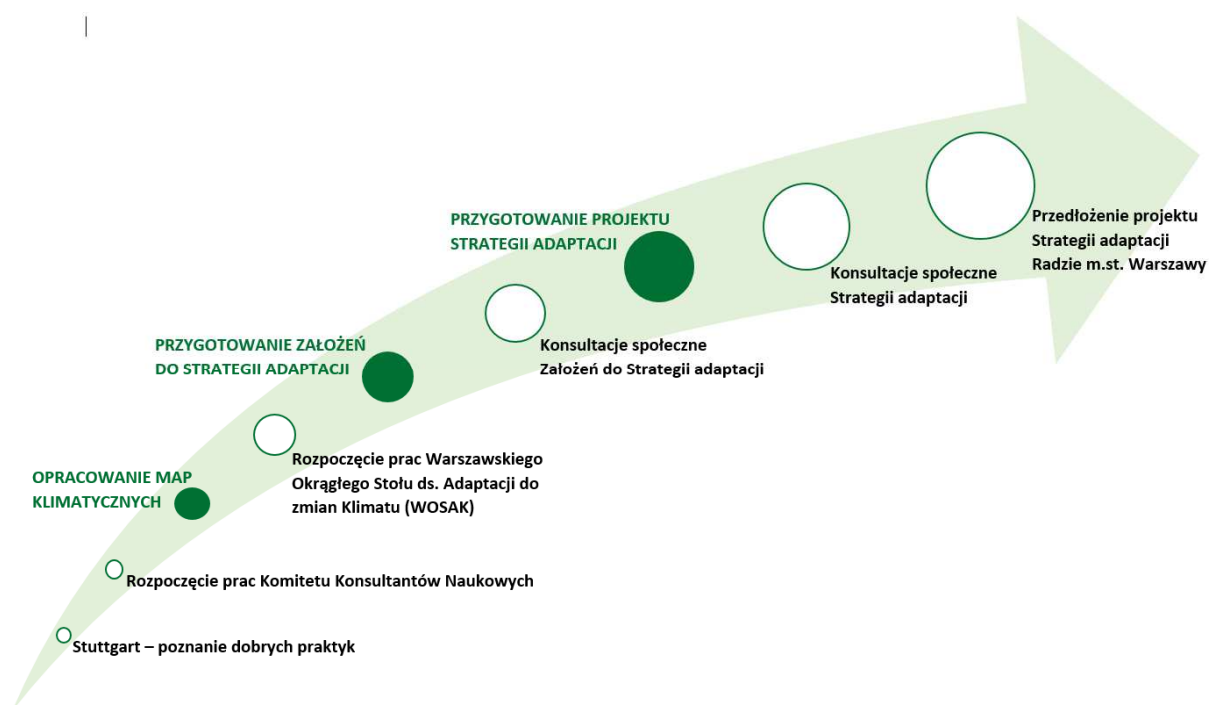 PRZYGOTOWANIE PROJEKTU
STRATEGII ADAPTACJI
Przedłożenie projektu
Strategii adaptacji
Radzie m.st. Warszawy
Konsultacje społeczne
Strategii adaptacji
PRZYGOTOWANIE ZAŁOŻEŃ
DO STRATEGII ADAPTACJI
Konsultacje społeczne
Założeń do Strategii adaptacji
OPRACOWANIE MAP
KLIMATYCZNYCH
Rozpoczęcie prac Warszawskiego
Okrągłego Stołu ds. Adaptacji do
zmian Klimatu (WOSAK)
Rozpoczęcie prac Komitetu Konsultantów Naukowych
Stuttgart – poznanie dobrych praktyk